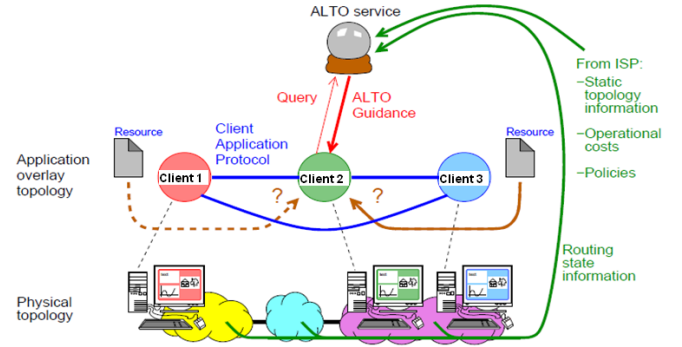 ALTO service
From ISP:
–Static
topology
information
–Operational
costs
–Policies
Query
ALTO
Guidance
Resource
Client
Application
Protocol
Resource
Application
overlay
topology
Client 1
Client 2
Client 3
?
?
Routing
state
information
Physical
topology